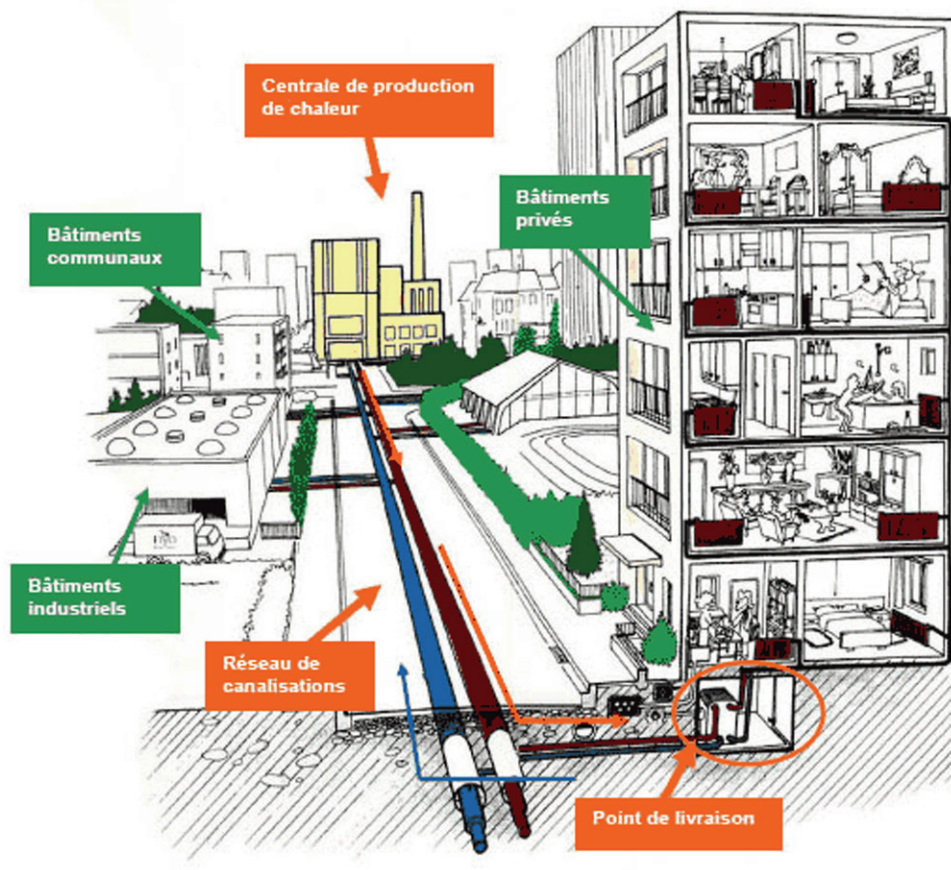 Centrale de production
de chaleur
Bâtiments
privés
Bâtiments
communaux
Bâtiments
industriels
Réseau de
canalisations
Point de livraison